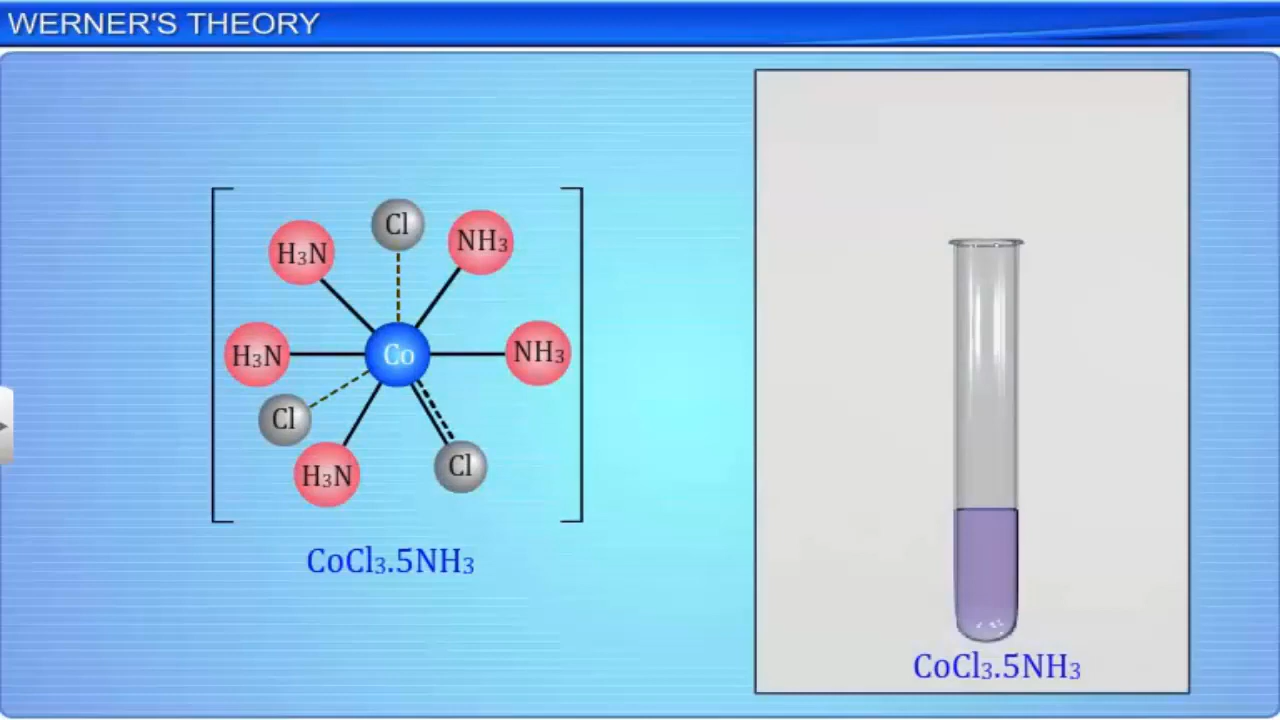 WERNER'S THEORY
Cl
H₃N
NH₃
H₃N
Co
NH₃
Cl
H₃N
Cl
CoCl₃.5NH₃
CoCl₃.5NH₃